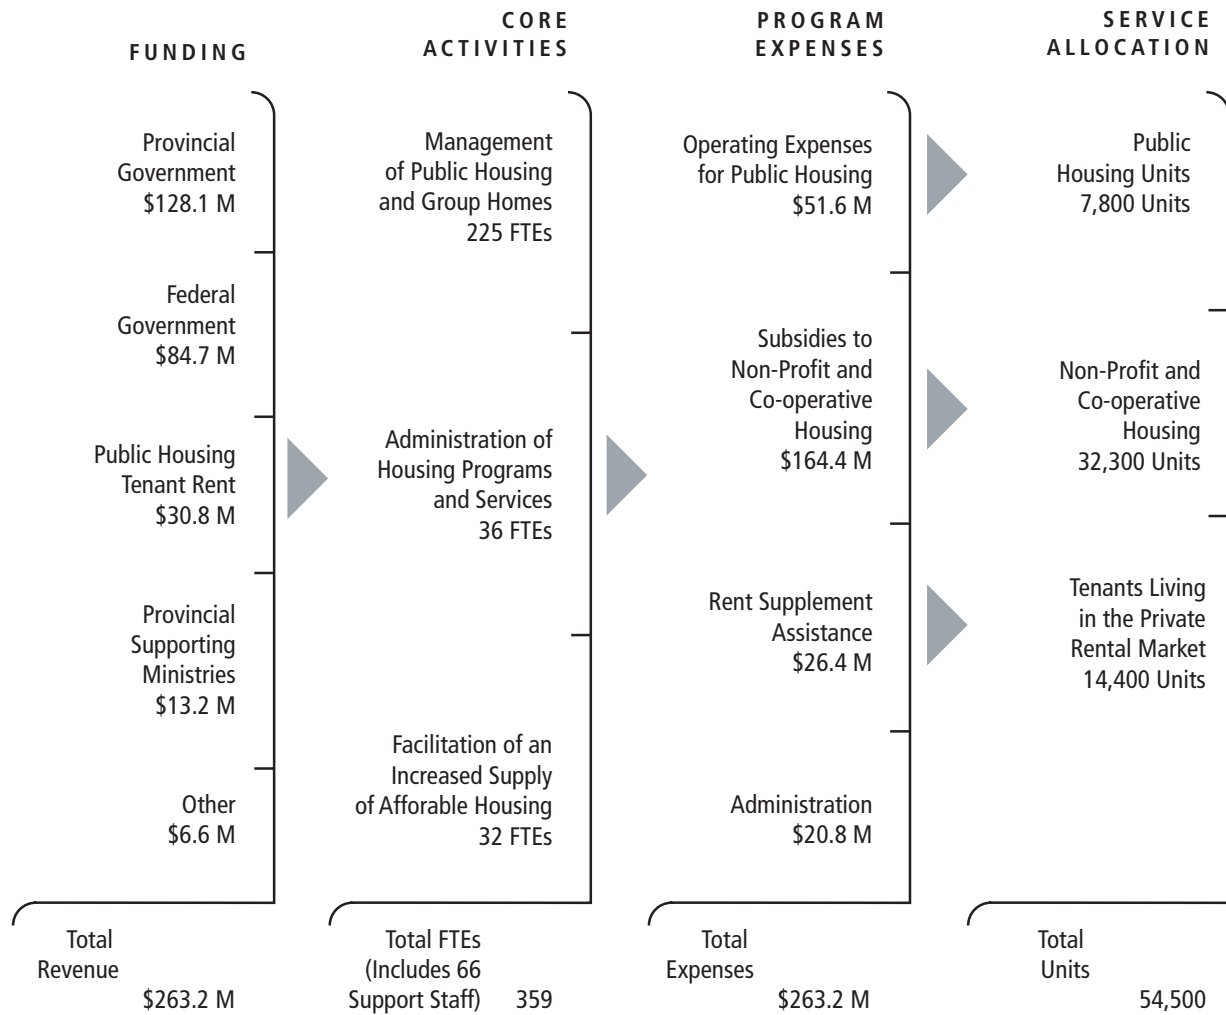 FUNDING
Provincial
Government
$128.1 M
Federal
Government
$84.7 M
Public Housing
Tenant Rent
$30.8 M
Provincial
Supporting
Ministries
$13.2 M
Other
$6.6 M
Total
Revenue
$263.2 M
CORE
ACTIVITIES
Management
of Public Housing
and Group Homes
225 FTEs
Administration of
Housing Programs
and Services
36 FTEs
Facilitation of an
Increased Supply
of Afforable Housing
32 FTEs
Total FTEs
(Includes 66
Support Staff) 359
PROGRAM
EXPENSES
Operating Expenses
for Public Housing
$51.6 M
Subsidies to
Non-Profit and
Co-operative
Housing
$164.4 M
Rent Supplement
Assistance
$26.4 M
Administration
$20.8 M
Total
Expenses
$263.2 M
SERVICE
ALLOCATION
Public
Housing Units
7,800 Units
Non-Profit and
Co-operative
Housing
32,300 Units
Tenants Living
in the Private
Rental Market
14,400 Units
Total
Units
54,500